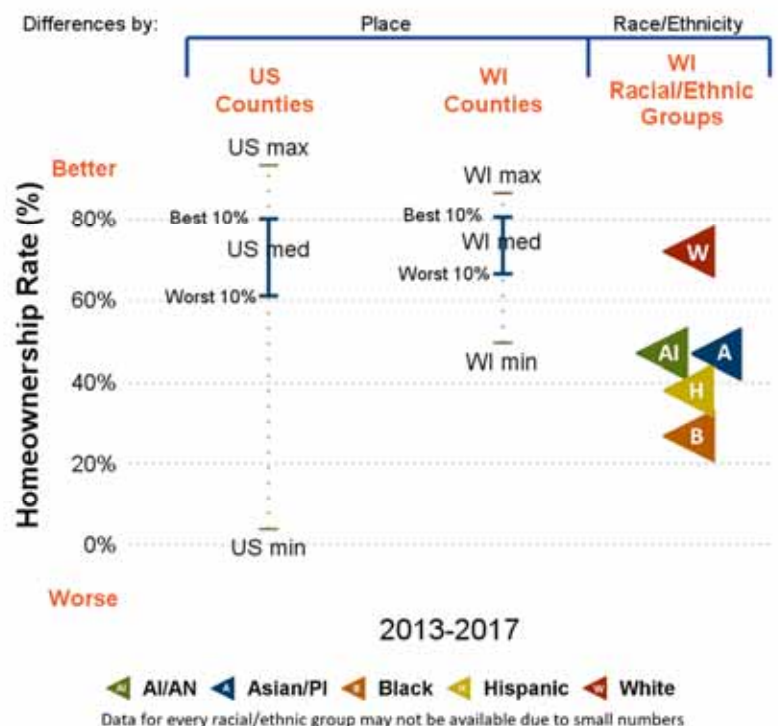 Differences by: Place Race/Ethnicity
US Counties
WI Counties
WI Racial/Ethnic Groups
Homeownership Rate (%)
Better
80%
60%
40%
20%
0%
Worse
US max
Best 10%
US med
Worst 10%
US min
WI max
Best 10%
WI med
Worst 10%
WI min
W
AI A
H
B
2013-2017
AI AI/AN A Asian/PI B Black H Hispanic W White
Data for every racial/ethnic group may not be available due to small numbers